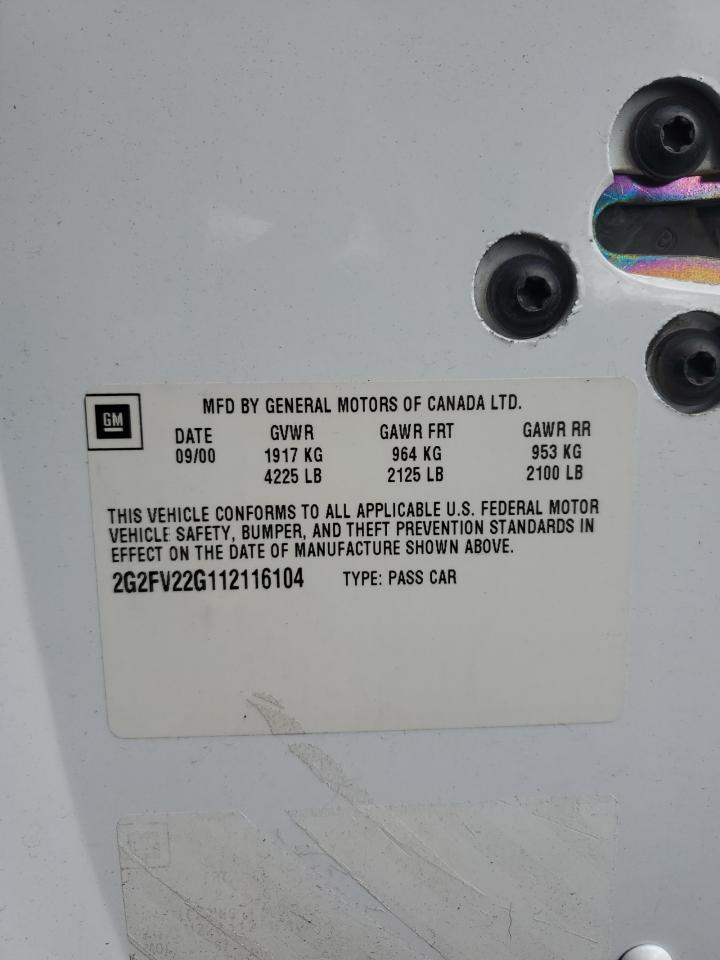 GM
MFD BY GENERAL MOTORS OF CANADA LTD.
DATE GVWR GAWR FRT GAWR RR
09/00 1917 KG 964 KG 953 KG
4225 LB 2125 LB 2100 LB
THIS VEHICLE CONFORMS TO ALL APPLICABLE U.S. FEDERAL MOTOR
VEHICLE SAFETY, BUMPER, AND THEFT PREVENTION STANDARDS IN
EFFECT ON THE DATE OF MANUFACTURE SHOWN ABOVE.
2G2FV22G112116104 TYPE: PASS CAR